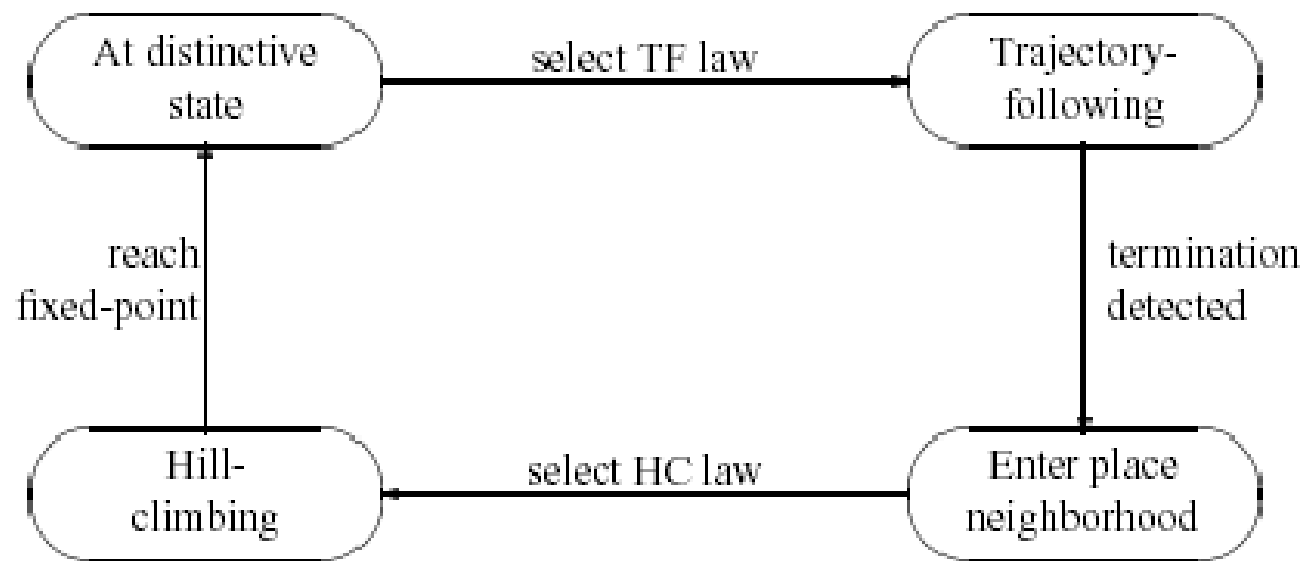 At distinctive
state
select TF law
Trajectory-
following
reach
fixed-point
termination
detected
Hill-
climbing
select HC law
Enter place
neighborhood